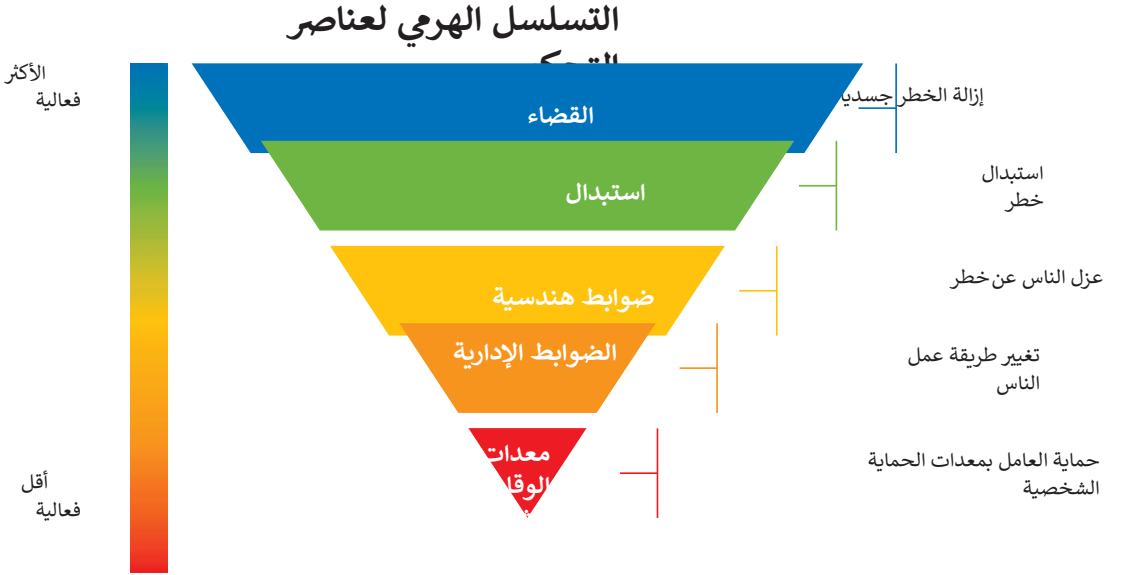 التسلسل الهرمي لعناصر
الأكثر
فعالية
القضاء
إزالة الخطر جسديا
استبدال
استبدال
خطر
ضوابط هندسية
عزل الناس عن خطر
الضوابط الإدارية
تغيير طريقة عمل
الناس
معدات
حماية العامل بمعدات الحماية
الشخصية
أقل
فعالية